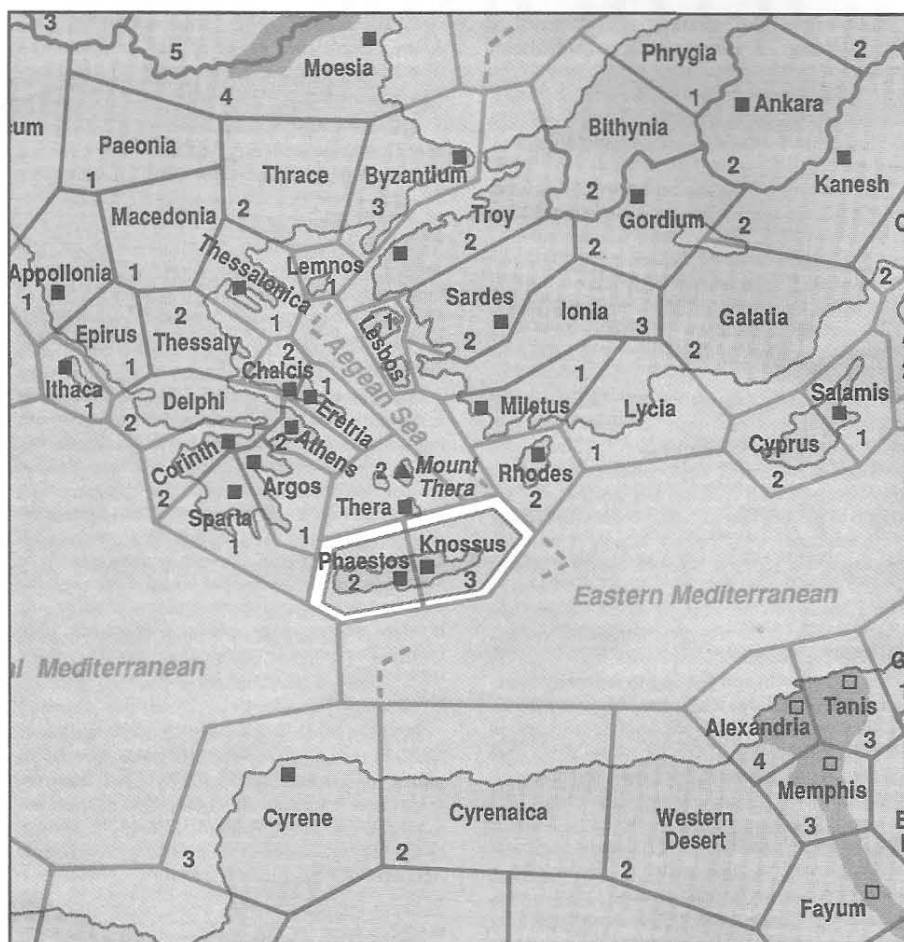 3
5
Moesia
Phrygia
2
4
1
Ankara
cum
Paeonia
Bithynia
Thrace
Byzantium
2
Kanesh
1
Macedonia
2
3
2
Gordium
Troy
2
2
2
Thessalonica
Lemnos
1
Appollonia
1
1
1
1
Sardes
Ionia
Galatia
2
2
Epirus
Thessaly
Aegean Sea
1
Lesbos
2
3
2
1
Ithaca
1
2
Chalcis
1
Eretria
1
Delphi
2
Miletus
Lycia
Salamis
Cyprus
1
2
Corinth
2
Athens
Rhodes
2
1
2
Argos
2
Mount
Thera
Thera
Sparta
1
1
Phaestos
2
Knossus
3
Eastern Mediterranean
al Mediterranean
Alexandria
4
Tanis
3
Memphis
3
Cyrene
3
Cyrenaica
2
Western
Desert
2
Fayum